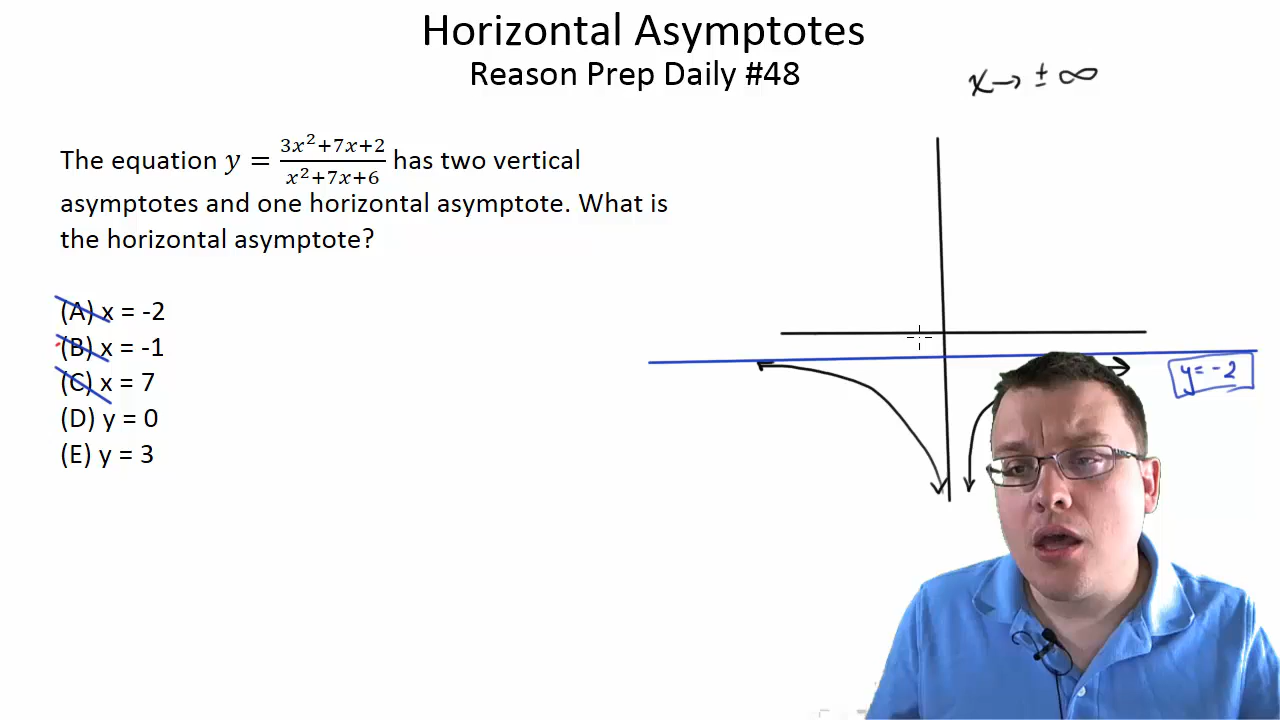 Horizontal Asymptotes
Reason Prep Daily #48
x→ ± ∞
The equation y = (3x²+7x+2)/(x²+7x+6) has two vertical
asymptotes and one horizontal asymptote. What is
the horizontal asymptote?
(A) x = -2
(B) x = -1
(C) x = 7
(D) y = 0
(E) y = 3
y = -2